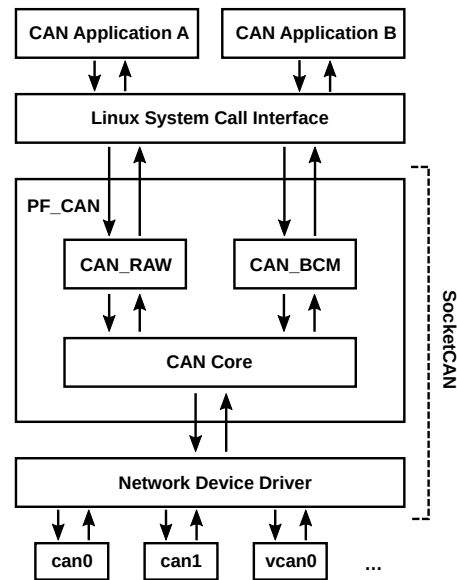 CAN Application A
CAN Application B
Linux System Call Interface
PF_CAN
CAN_RAW
CAN_BCM
CAN Core
SocketCAN
Network Device Driver
can0
can1
vcan0
...